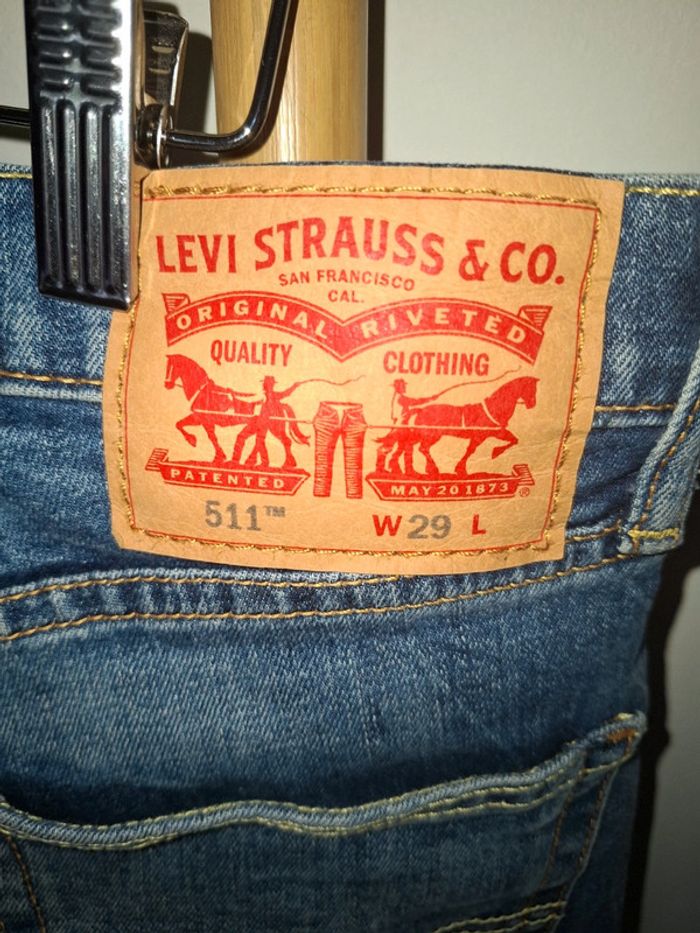 LEVI STRAUSS & CO.
SAN FRANCISCO
CAL.
ORIGINAL RIVETED
QUALITY CLOTHING
PATENTED MAY 20 1873 ®
511™ W 29 L